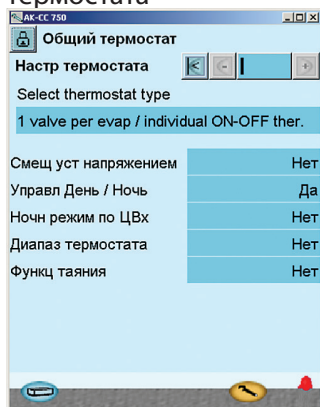 термостата
AK-CC 750
Общий термостат
Настр термостата
Select thermostat type
1 valve per evap / individual ON-OFF ther.
Смещ уст напряжением Нет
Управл День / Ночь Да
Ночн режим по ЦВх Нет
Диапаз термостата Нет
Функц таяния Нет